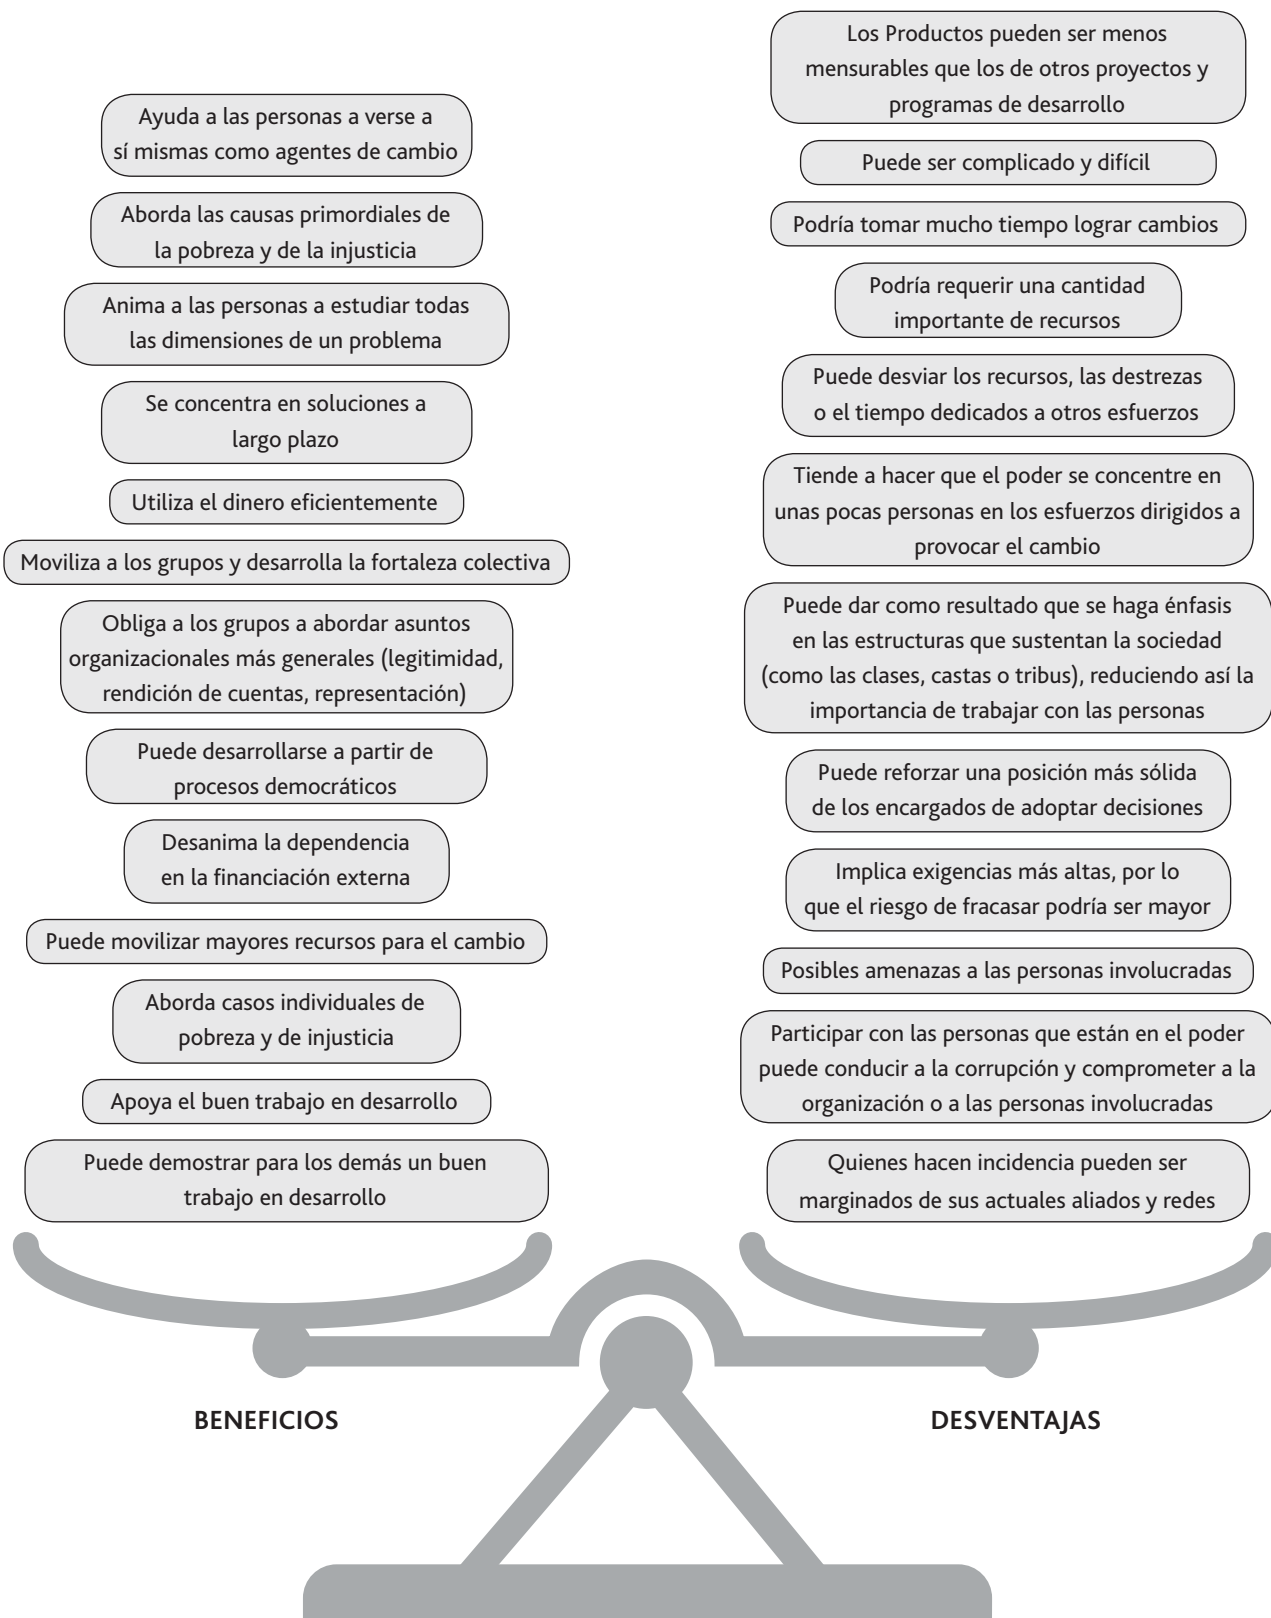 Ayuda a las personas a verse a
sí mismas como agentes de cambio
Aborda las causas primordiales de
la pobreza y de la injusticia
Anima a las personas a estudiar todas
las dimensiones de un problema
Se concentra en soluciones a
largo plazo
Utiliza el dinero eficientemente
Moviliza a los grupos y desarrolla la fortaleza colectiva
Obliga a los grupos a abordar asuntos
organizacionales más generales (legitimidad,
rendición de cuentas, representación)
Puede desarrollarse a partir de
procesos democráticos
Desanima la dependencia
en la financiación externa
Puede movilizar mayores recursos para el cambio
Aborda casos individuales de
pobreza y de injusticia
Apoya el buen trabajo en desarrollo
Puede demostrar para los demás un buen
trabajo en desarrollo
BENEFICIOS
Los Productos pueden ser menos
mensurables que los de otros proyectos y
programas de desarrollo
Puede ser complicado y difícil
Podría tomar mucho tiempo lograr cambios
Podría requerir una cantidad
importante de recursos
Puede desviar los recursos, las destrezas
o el tiempo dedicados a otros esfuerzos
Tiende a hacer que el poder se concentre en
unas pocas personas en los esfuerzos dirigidos a
provocar el cambio
Puede dar como resultado que se haga énfasis
en las estructuras que sustentan la sociedad
(como las clases, castas o tribus), reduciendo así la
importancia de trabajar con las personas
Puede reforzar una posición más sólida
de los encargados de adoptar decisiones
Implica exigencias más altas, por lo
que el riesgo de fracasar podría ser mayor
Posibles amenazas a las personas involucradas
Participar con las personas que están en el poder
puede conducir a la corrupción y comprometer a la
organización o a las personas involucradas
Quienes hacen incidencia pueden ser
marginados de sus actuales aliados y redes
DESVENTAJAS